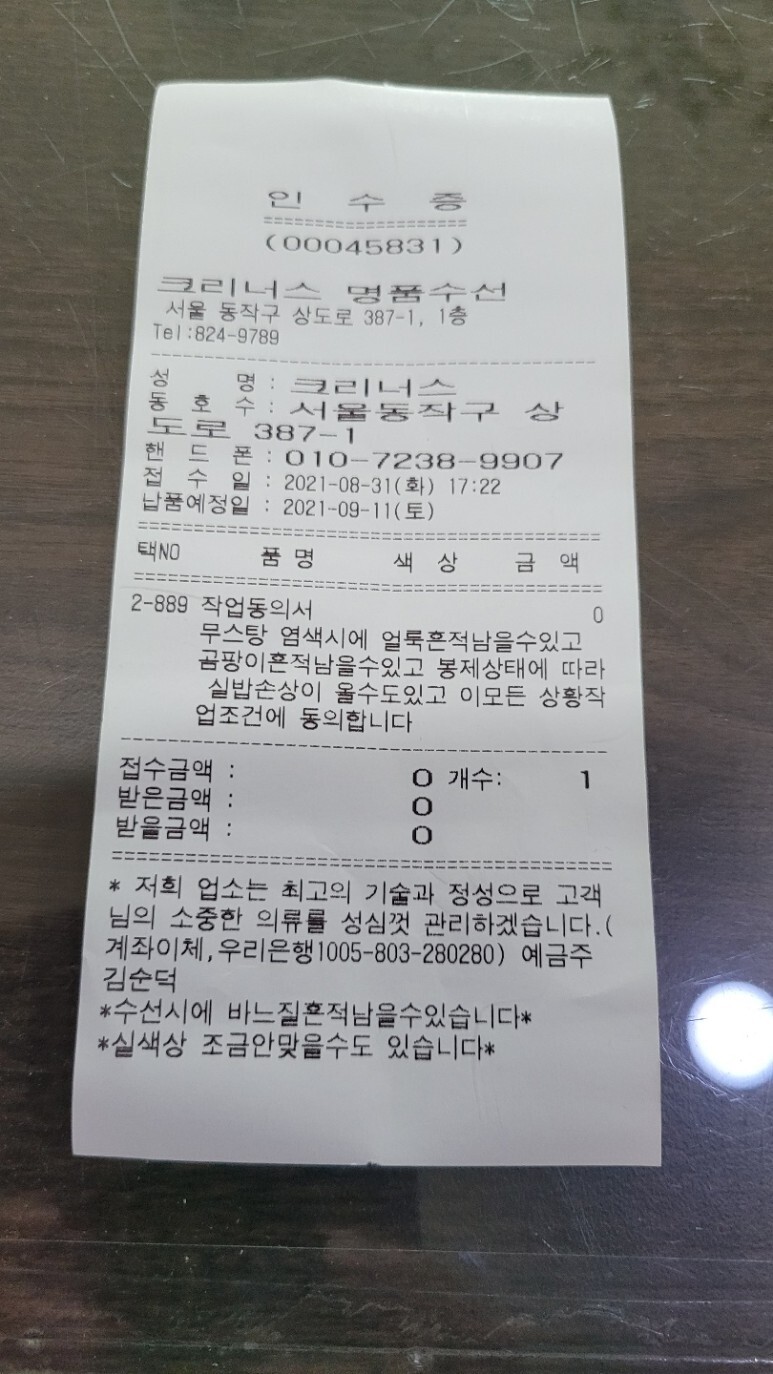 인 수 증
====================
(00045831)
크리너스 명품수선
서울 동작구 상도로 387-1, 1층
Tel:824-9789
성 명 : 크리너스
동 호 수 : 서울동작구 상
도로 387-1
핸 드 폰 : 010-7238-9907
접 수 일 : 2021-08-31(화) 17:22
납품예정일 : 2021-09-11(토)
택NO 품 명 색 상 금 액
2-889 작업동의서 0
무스탕 염색시에 얼룩흔적남을수있고
곰팡이흔적남을수있고 봉제상태에 따라
실밥손상이 올수도있고 이모든 상황작
업조건에 동의합니다
접수금액 : 0 개수: 1
받은금액 : 0
받을금액 : 0
* 저희 업소는 최고의 기술과 정성으로 고객
님의 소중한 의류를 성심껏 관리하겠습니다.(
계좌이체,우리은행1005-803-280280) 예금주
김순덕
*수선시에 바느질흔적남을수있습니다*
*실색상 조금안맞을수도 있습니다*